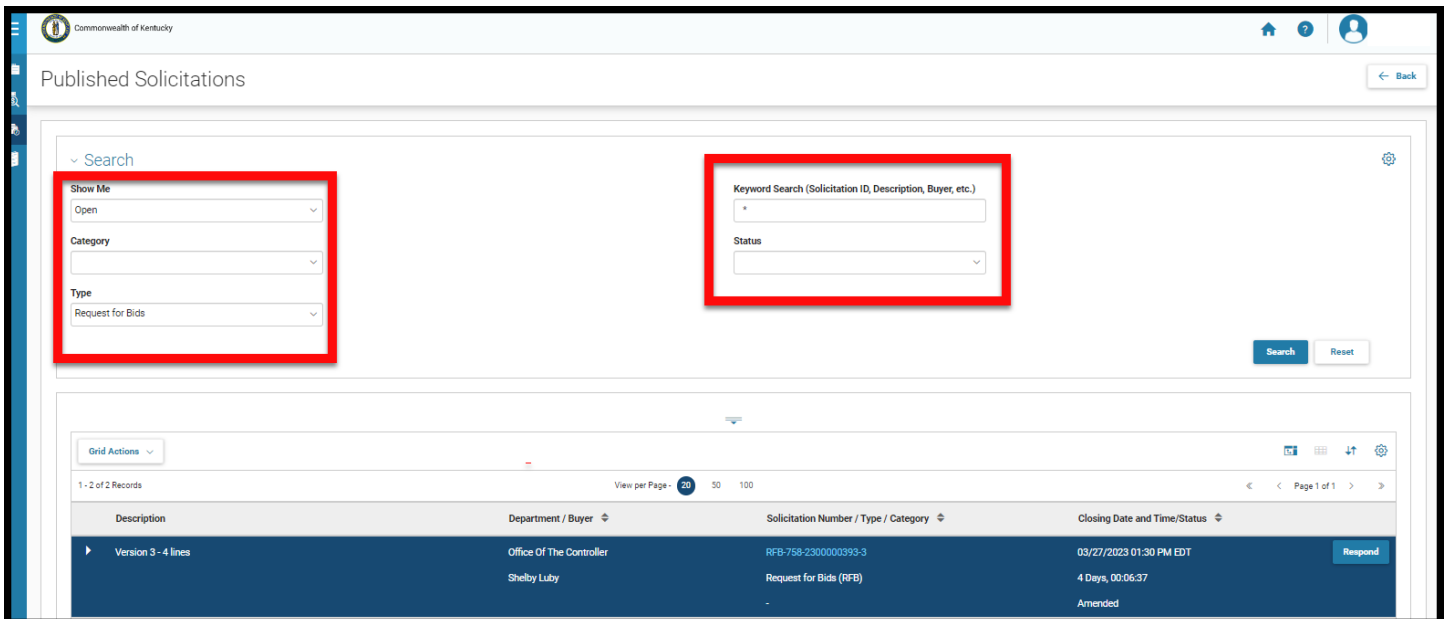 Commonwealth of Kentucky
Published Solicitations
Back
Search
Show Me
Open
Category
Type
Request for Bids
Keyword Search (Solicitation ID, Description, Buyer, etc.)
*
Status
Search Reset
Grid Actions
1 - 2 of 2 Records View per Page - 20 50 100 Page 1 of 1
Description Department / Buyer Solicitation Number / Type / Category Closing Date and Time/Status
Version 3 - 4 lines Office Of The Controller RFB-758-2300000393-3 03/27/2023 01:30 PM EDT Respond
Shelby Luby Request for Bids (RFB) 4 Days, 00:06:37
- Amended